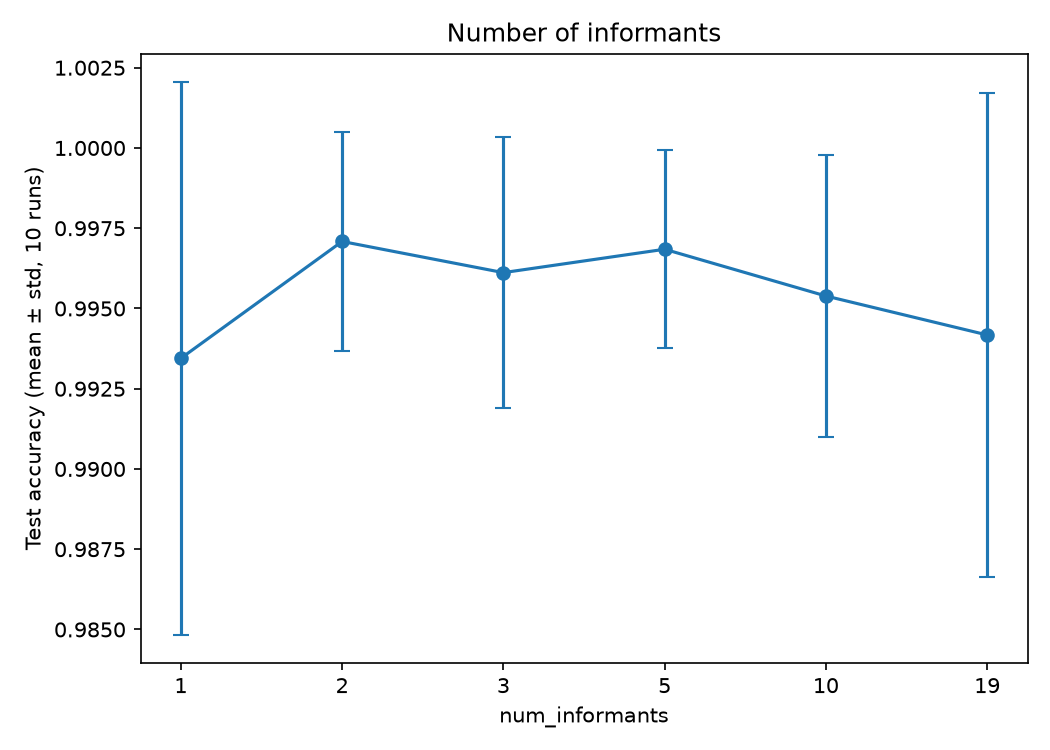 Number of informants
Test accuracy (mean ± std, 10 runs)
1.0025
1.0000
0.9975
0.9950
0.9925
0.9900
0.9875
0.9850
1 2 3 5 10 19
num_informants